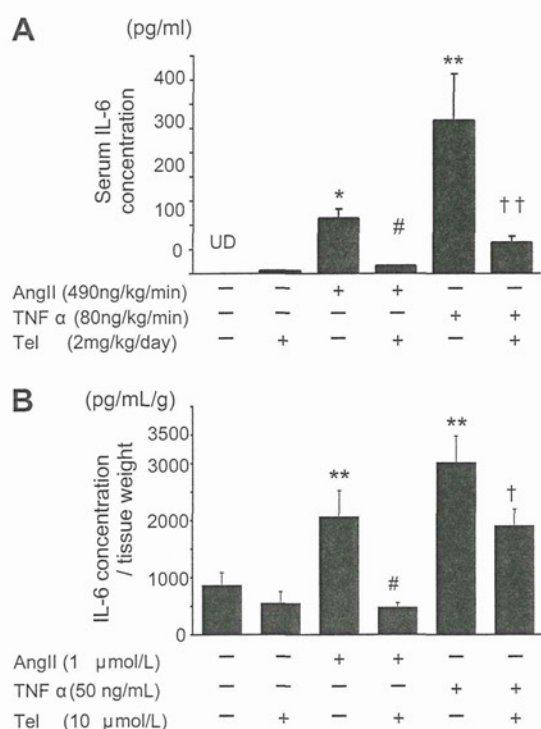 A
(pg/ml)
Serum IL-6
concentration
400
300
300
200
100
0
UD
*
#
**
† †
AngII (490ng/kg/min) − − + + − −
TNF α (80ng/kg/min) − − − − + +
Tel (2mg/kg/day) − + − + − +
B
(pg/mL/g)
IL-6 concentration
/ tissue weight
3500
3000
2000
1000
500
0
**
#
**
†
AngII (1 μmol/L) − − + + − −
TNF α (50 ng/mL) − − − − + +
Tel (10 μmol/L) − + − + − +